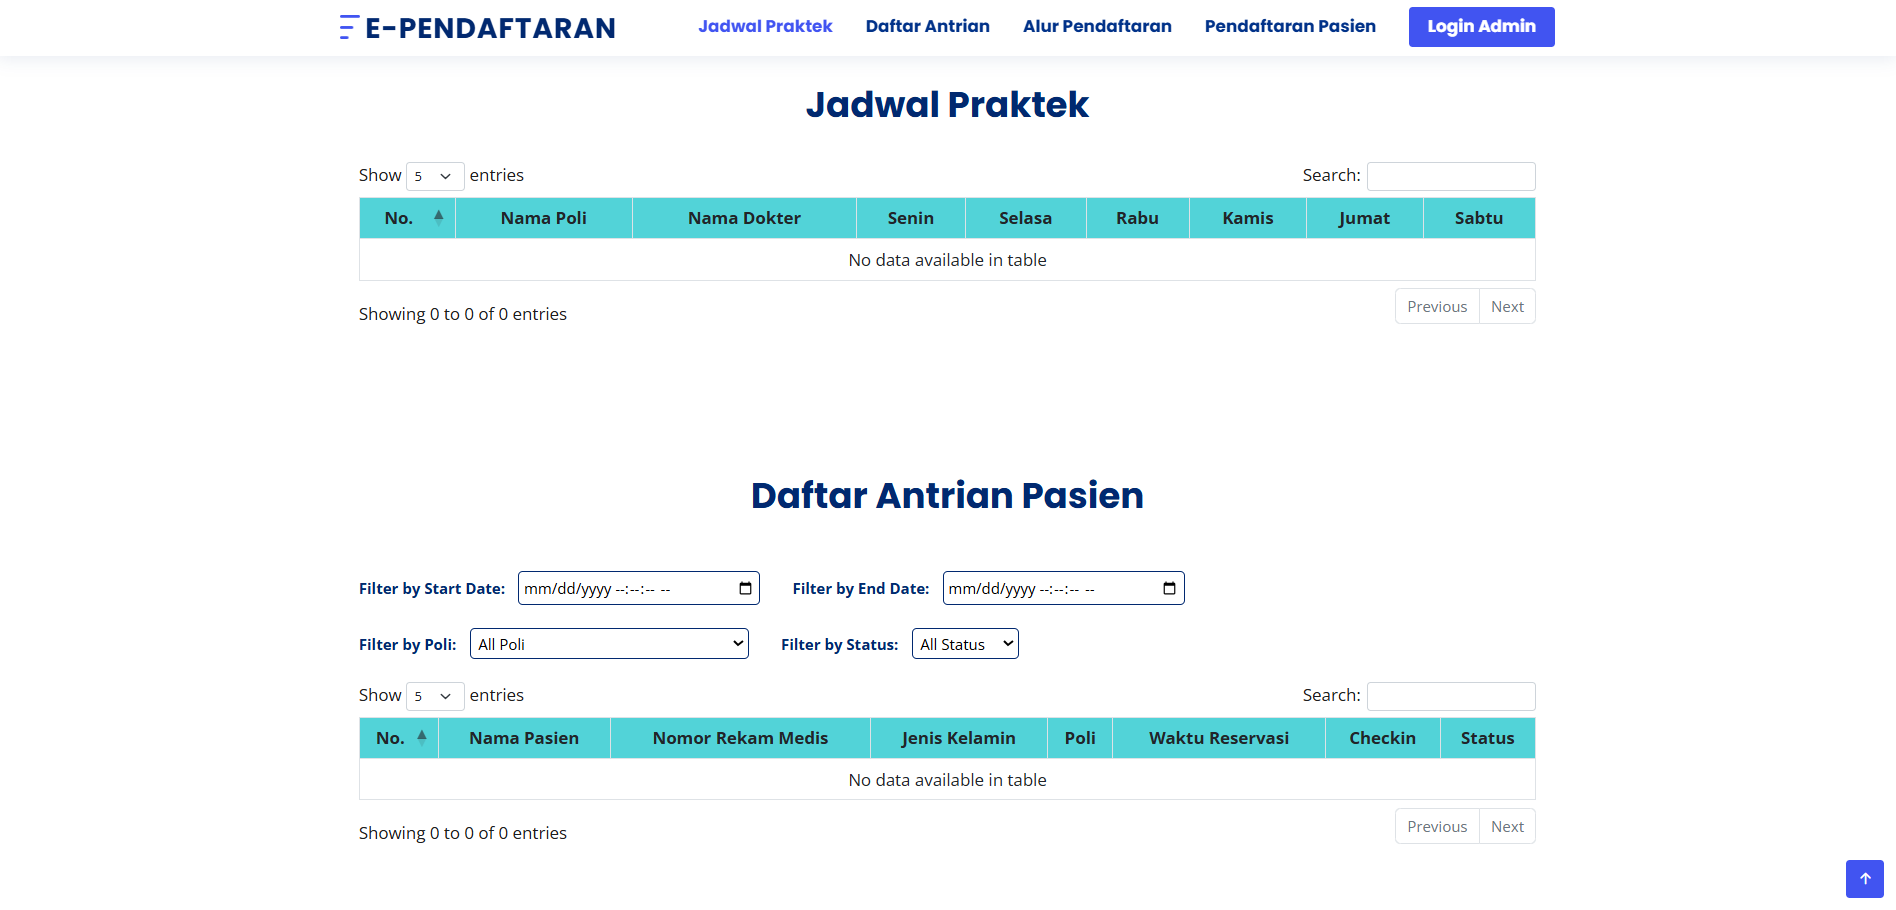 E-PENDAFTARAN Jadwal Praktek Daftar Antrian Alur Pendaftaran Pendaftaran Pasien Login Admin
Jadwal Praktek
Show 5 entries Search:
No. Nama Poli Nama Dokter Senin Selasa Rabu Kamis Jumat Sabtu
No data available in table
Showing 0 to 0 of 0 entries Previous Next
Daftar Antrian Pasien
Filter by Start Date: mm/dd/yyyy --:--:-- -- Filter by End Date: mm/dd/yyyy --:--:-- --
Filter by Poli: All Poli Filter by Status: All Status
Show 5 entries Search:
No. Nama Pasien Nomor Rekam Medis Jenis Kelamin Poli Waktu Reservasi Checkin Status
No data available in table
Showing 0 to 0 of 0 entries Previous Next